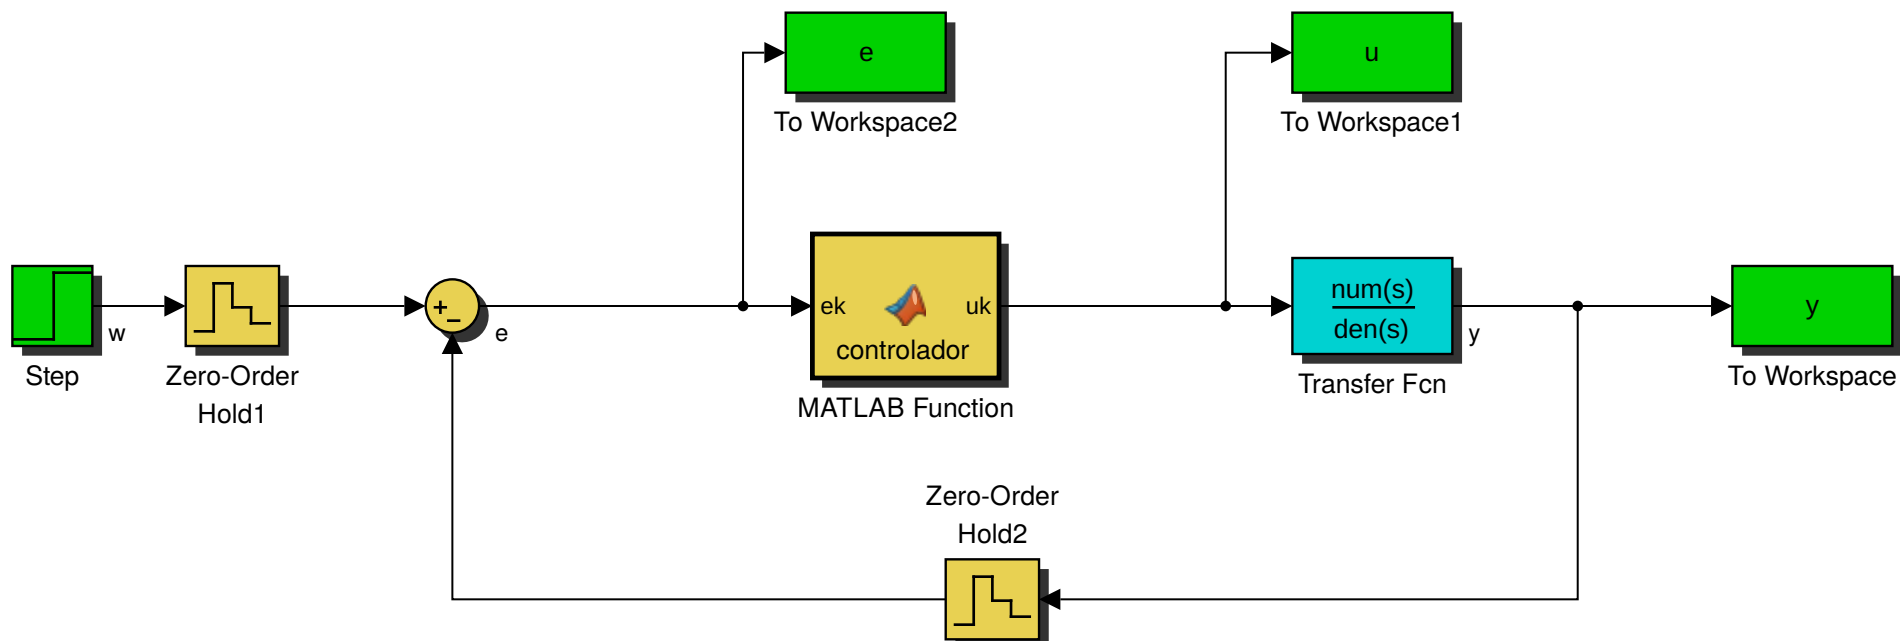 e
To Workspace2
u
To Workspace1
w
Step
Zero-Order
Hold1
+
−
e
ek
uk
controlador
MATLAB Function
num(s)
den(s)
Transfer Fcn
y
y
To Workspace
Zero-Order
Hold2